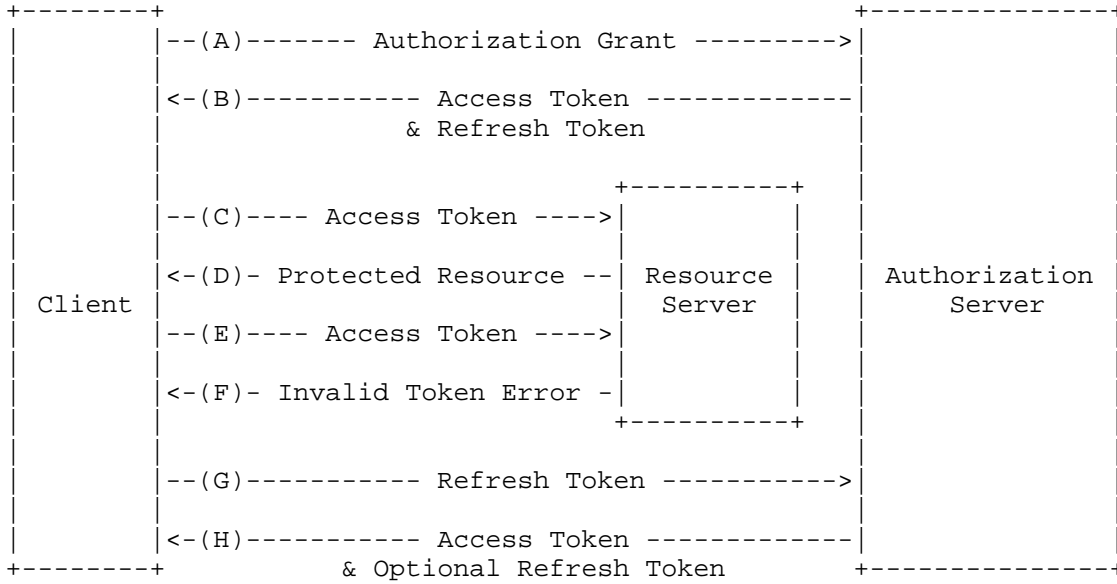 --(A)------- Authorization Grant --------->
<-(B)----------- Access Token -------------
& Refresh Token
--(C)---- Access Token ---->
<-(D)- Protected Resource --| Resource | Authorization
Client | Server | Server
--(E)---- Access Token ---->
<-(F)- Invalid Token Error -
--(G)----------- Refresh Token ----------->
<-(H)----------- Access Token -------------
& Optional Refresh Token